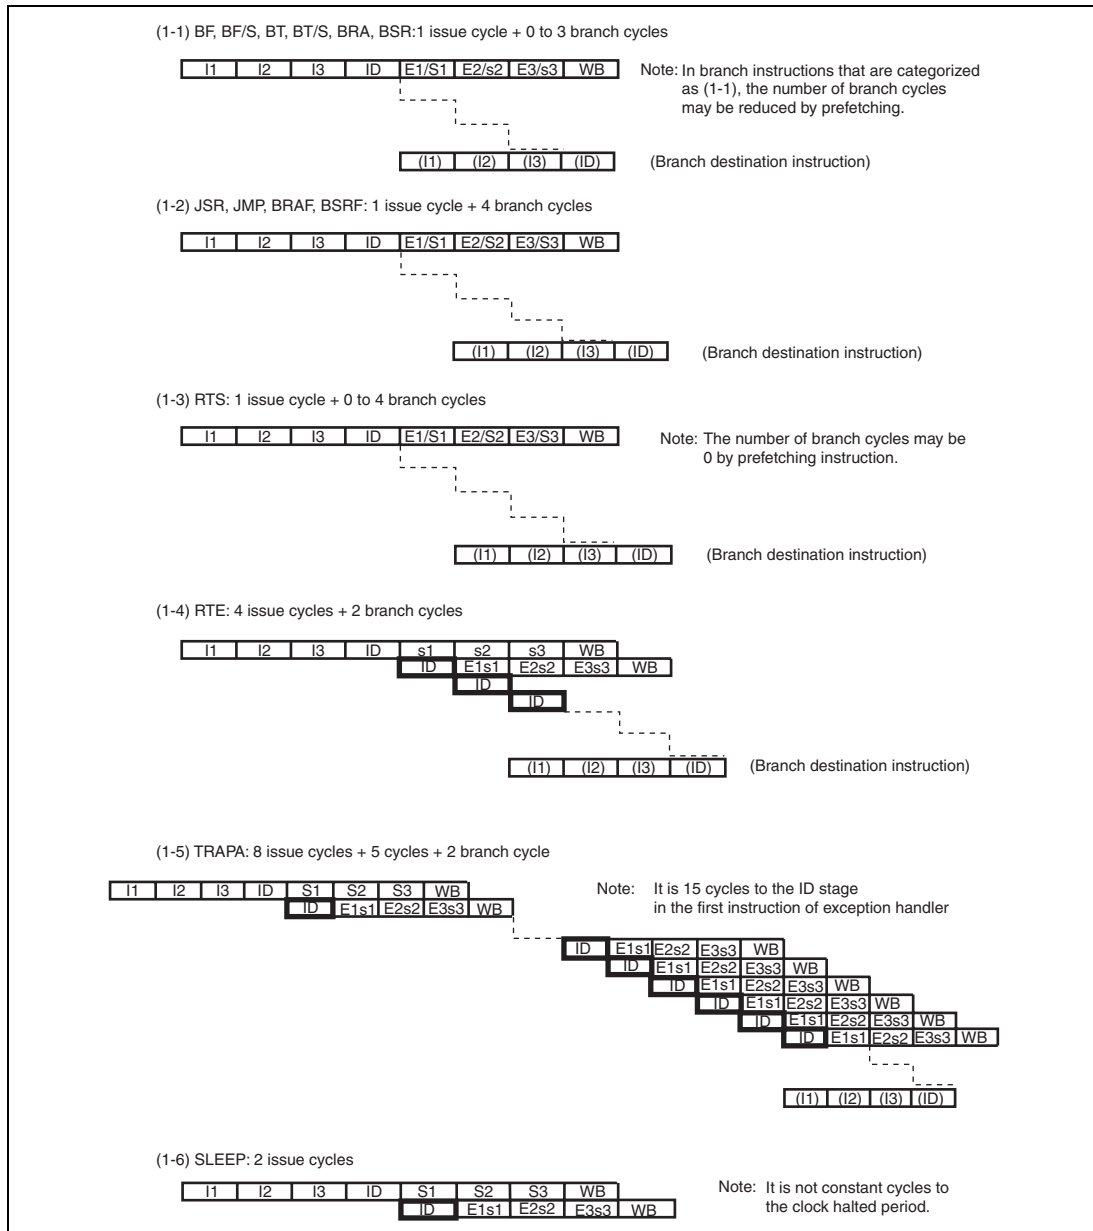 (1-1) BF, BF/S, BT, BT/S, BRA, BSR:1 issue cycle + 0 to 3 branch cycles
I1 I2 I3 ID E1/S1 E2/s2 E3/s3 WB
Note: In branch instructions that are categorized
as (1-1), the number of branch cycles
may be reduced by prefetching.
(I1) (I2) (I3) (ID) (Branch destination instruction)
(1-2) JSR, JMP, BRAF, BSRF: 1 issue cycle + 4 branch cycles
I1 I2 I3 ID E1/S1 E2/S2 E3/S3 WB
(I1) (I2) (I3) (ID) (Branch destination instruction)
(1-3) RTS: 1 issue cycle + 0 to 4 branch cycles
I1 I2 I3 ID E1/S1 E2/S2 E3/S3 WB
Note: The number of branch cycles may be
0 by prefetching instruction.
(I1) (I2) (I3) (ID) (Branch destination instruction)
(1-4) RTE: 4 issue cycles + 2 branch cycles
I1 I2 I3 ID s1 s2 s3 WB
ID E1s1 E2s2 E3s3 WB
ID
ID
(I1) (I2) (I3) (ID) (Branch destination instruction)
(1-5) TRAPA: 8 issue cycles + 5 cycles + 2 branch cycle
I1 I2 I3 ID S1 S2 S3 WB
ID E1s1 E2s2 E3s3 WB
Note: It is 15 cycles to the ID stage
in the first instruction of exception handler
ID E1s1 E2s2 E3s3 WB
ID E1s1 E2s2 E3s3 WB
ID E1s1 E2s2 E3s3 WB
ID E1s1 E2s2 E3s3 WB
ID E1s1 E2s2 E3s3 WB
ID E1s1 E2s2 E3s3 WB
(I1) (I2) (I3) (ID)
(1-6) SLEEP: 2 issue cycles
I1 I2 I3 ID S1 S2 S3 WB
ID E1s1 E2s2 E3s3 WB
Note: It is not constant cycles to
the clock halted period.